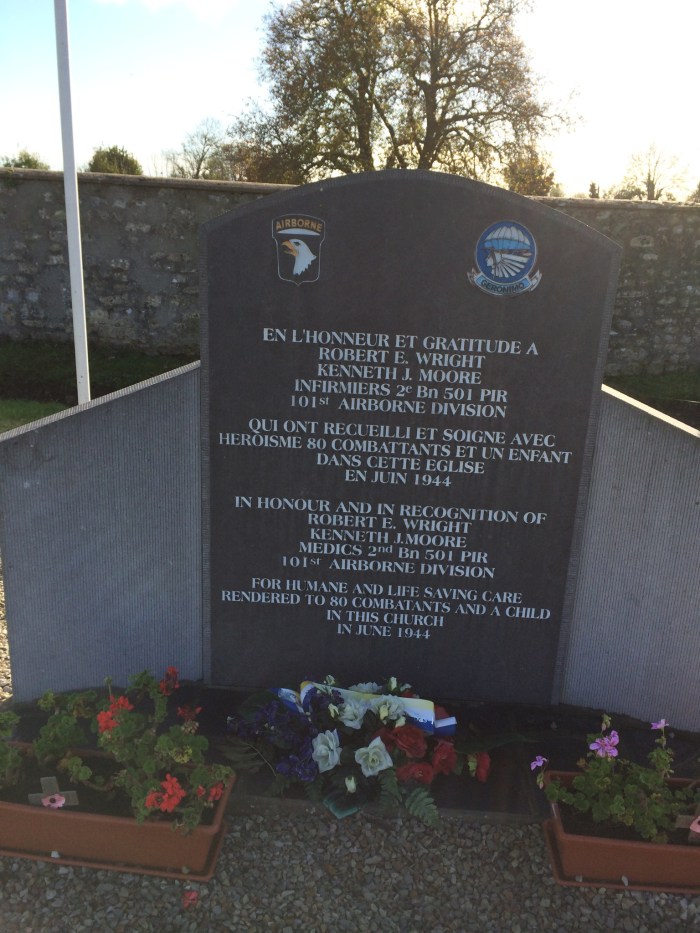 AIRBORNE
GERONIMO
EN L'HONNEUR ET GRATITUDE A
ROBERT E. WRIGHT
KENNETH J. MOORE
INFIRMIERS 2e Bn 501 PIR
101st AIRBORNE DIVISION
QUI ONT RECUEILLI ET SOIGNE AVEC
HEROISME 80 COMBATTANTS ET UN ENFANT
DANS CETTE EGLISE
EN JUIN 1944
IN HONOUR AND IN RECOGNITION OF
ROBERT E. WRIGHT
KENNETH J.MOORE
MEDICS 2nd Bn 501 PIR
101st AIRBORNE DIVISION
FOR HUMANE AND LIFE SAVING CARE
RENDERED TO 80 COMBATANTS AND A CHILD
IN THIS CHURCH
IN JUNE 1944